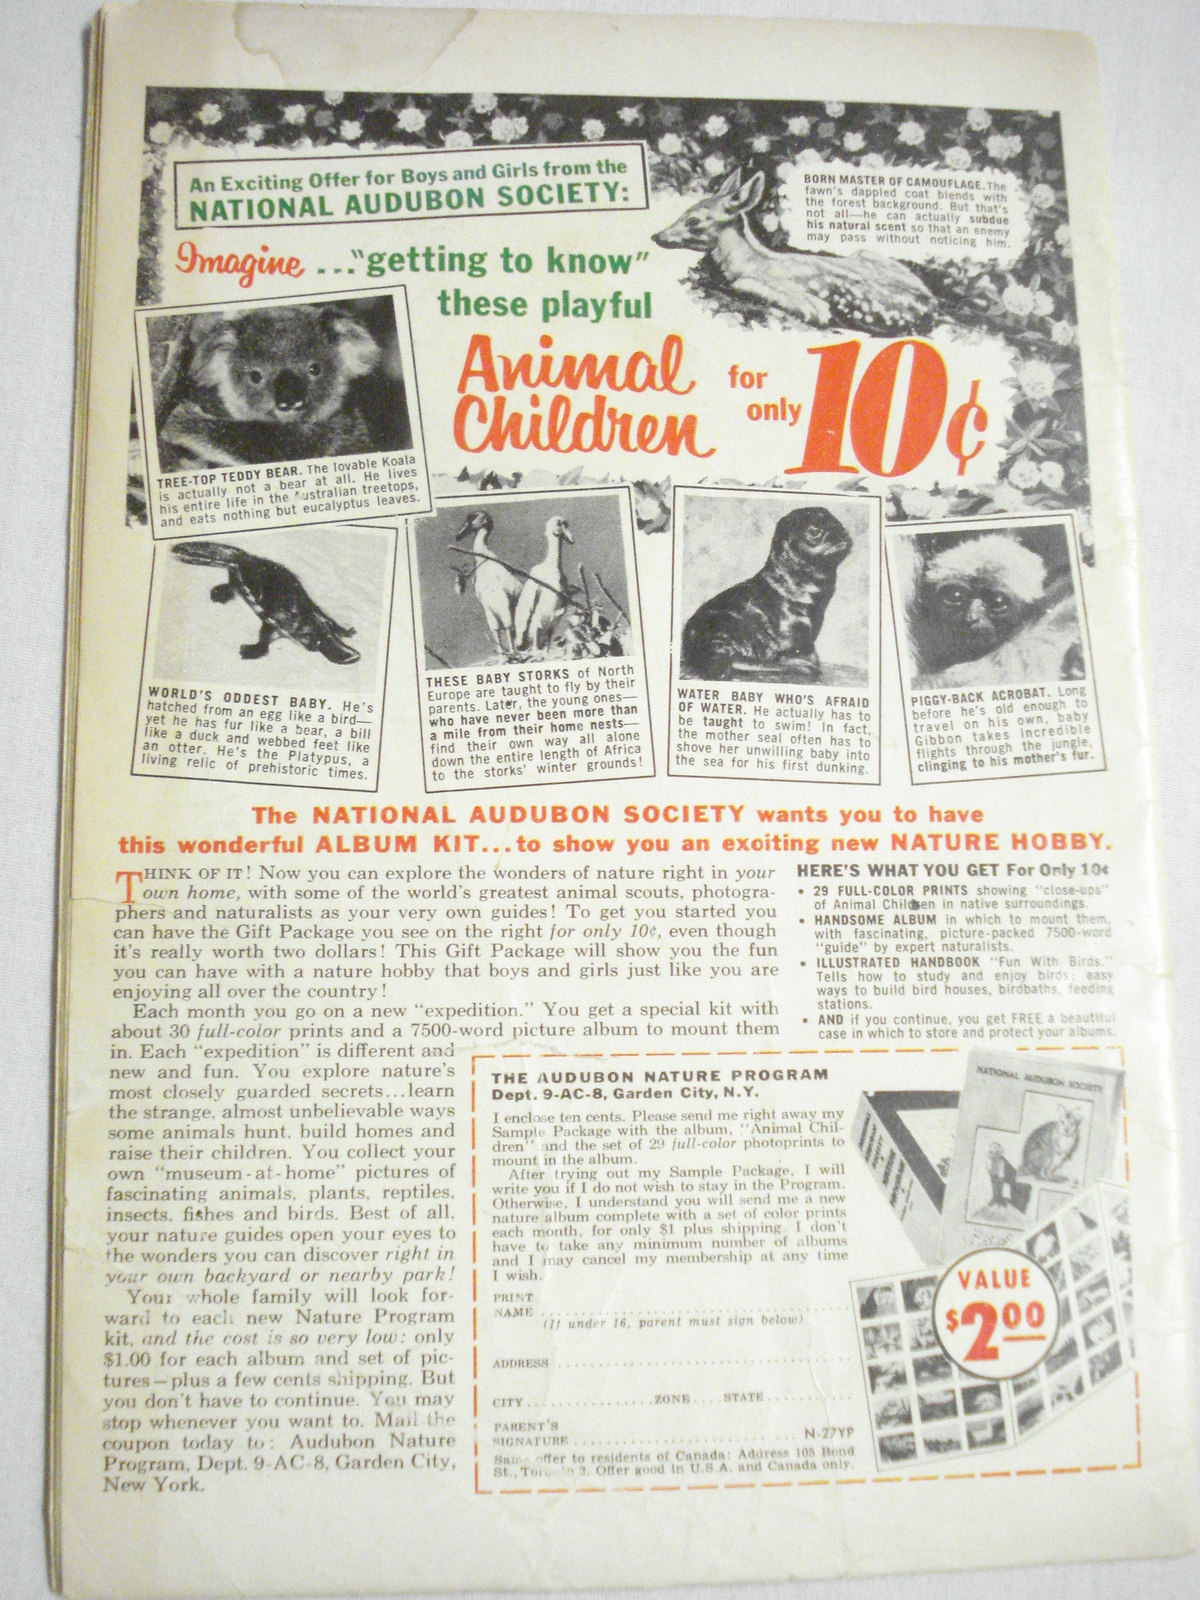 An Exciting Offer for Boys and Girls from the
NATIONAL AUDUBON SOCIETY:
Imagine ..."getting to know"
these playful
Animal
Children
for
only
10¢
BORN MASTER OF CAMOUFLAGE. The
fawn's dappled coat blends with
the forest background. But that's
not all—he can actually subdue
his natural scent so that an enemy
may pass without noticing him.
TREE-TOP TEDDY BEAR. The lovable Koala
is actually not a bear at all. He lives
his entire life in the Australian treetops,
and eats nothing but eucalyptus leaves.
WORLD'S ODDEST BABY. He's
hatched from an egg like a bird—
yet he has fur like a bear, a bill
like a duck and webbed feet like
an otter. He's the Platypus, a
living relic of prehistoric times.
THESE BABY STORKS of North
Europe are taught to fly by their
parents. Later, the young ones—
who have never been more than
a mile from their home nests—
find their own way all alone
down the entire length of Africa
to the storks' winter grounds!
WATER BABY WHO'S AFRAID
OF WATER. He actually has to
be taught to swim! In fact,
the mother seal often has to
shove her unwilling baby into
the sea for his first dunking.
PIGGY-BACK ACROBAT. Long
before he's old enough to
travel on his own, baby
Gibbon takes incredible
flights through the jungle,
clinging to his mother's fur.
The NATIONAL AUDUBON SOCIETY wants you to have
this wonderful ALBUM KIT...to show you an exciting new NATURE HOBBY.
THINK OF IT! Now you can explore the wonders of nature right in your
own home, with some of the world's greatest animal scouts, photogra-
phers and naturalists as your very own guides! To get you started you
can have the Gift Package you see on the right for only 10¢, even though
it's really worth two dollars! This Gift Package will show you the fun
you can have with a nature hobby that boys and girls just like you are
enjoying all over the country!
Each month you go on a new "expedition." You get a special kit with
about 30 full-color prints and a 7500-word picture album to mount them
in. Each "expedition" is different and
new and fun. You explore nature's
most closely guarded secrets...learn
the strange, almost unbelievable ways
some animals hunt, build homes and
raise their children. You collect your
own "museum-at-home" pictures of
fascinating animals, plants, reptiles,
insects, fishes and birds. Best of all,
your nature guides open your eyes to
the wonders you can discover right in
your own backyard or nearby park!
Your whole family will look for-
ward to each new Nature Program
kit, and the cost is so very low: only
$1.00 for each album and set of pic-
tures—plus a few cents shipping. But
you don't have to continue. You may
stop whenever you want to. Mail the
coupon today to: Audubon Nature
Program, Dept. 9-AC-8, Garden City,
New York.
HERE'S WHAT YOU GET For Only 10¢
• 29 FULL-COLOR PRINTS showing "close-ups"
of Animal Children in native surroundings.
• HANDSOME ALBUM in which to mount them,
with fascinating, picture-packed 7500-word
"guide" by expert naturalists.
• ILLUSTRATED HANDBOOK "Fun With Birds."
Tells how to study and enjoy birds; easy
ways to build bird houses, birdbaths, feeding
stations.
• AND if you continue, you get FREE a beautiful
case in which to store and protect your albums.
THE AUDUBON NATURE PROGRAM
Dept. 9-AC-8, Garden City, N.Y.
I enclose ten cents. Please send me right away my
Sample Package with the album, "Animal Chil-
dren" and the set of 29 full-color photoprints to
mount in the album.
After trying out my Sample Package, I will
write you if I do not wish to stay in the Program.
Otherwise, I understand you will send me a new
nature album complete with a set of color prints
each month, for only $1 plus shipping. I don't
have to take any minimum number of albums
and I may cancel my membership at any time
I wish.
PRINT
NAME ........................................
(If under 16, parent must sign below)
ADDRESS ........................................
CITY....................ZONE....STATE............
PARENT'S
SIGNATURE............................ N-27YP
Same offer to residents of Canada: Address 105 Bond
St., Toronto 2. Offer good in U.S.A. and Canada only.
NATIONAL AUDUBON SOCIETY
VALUE
$2.00